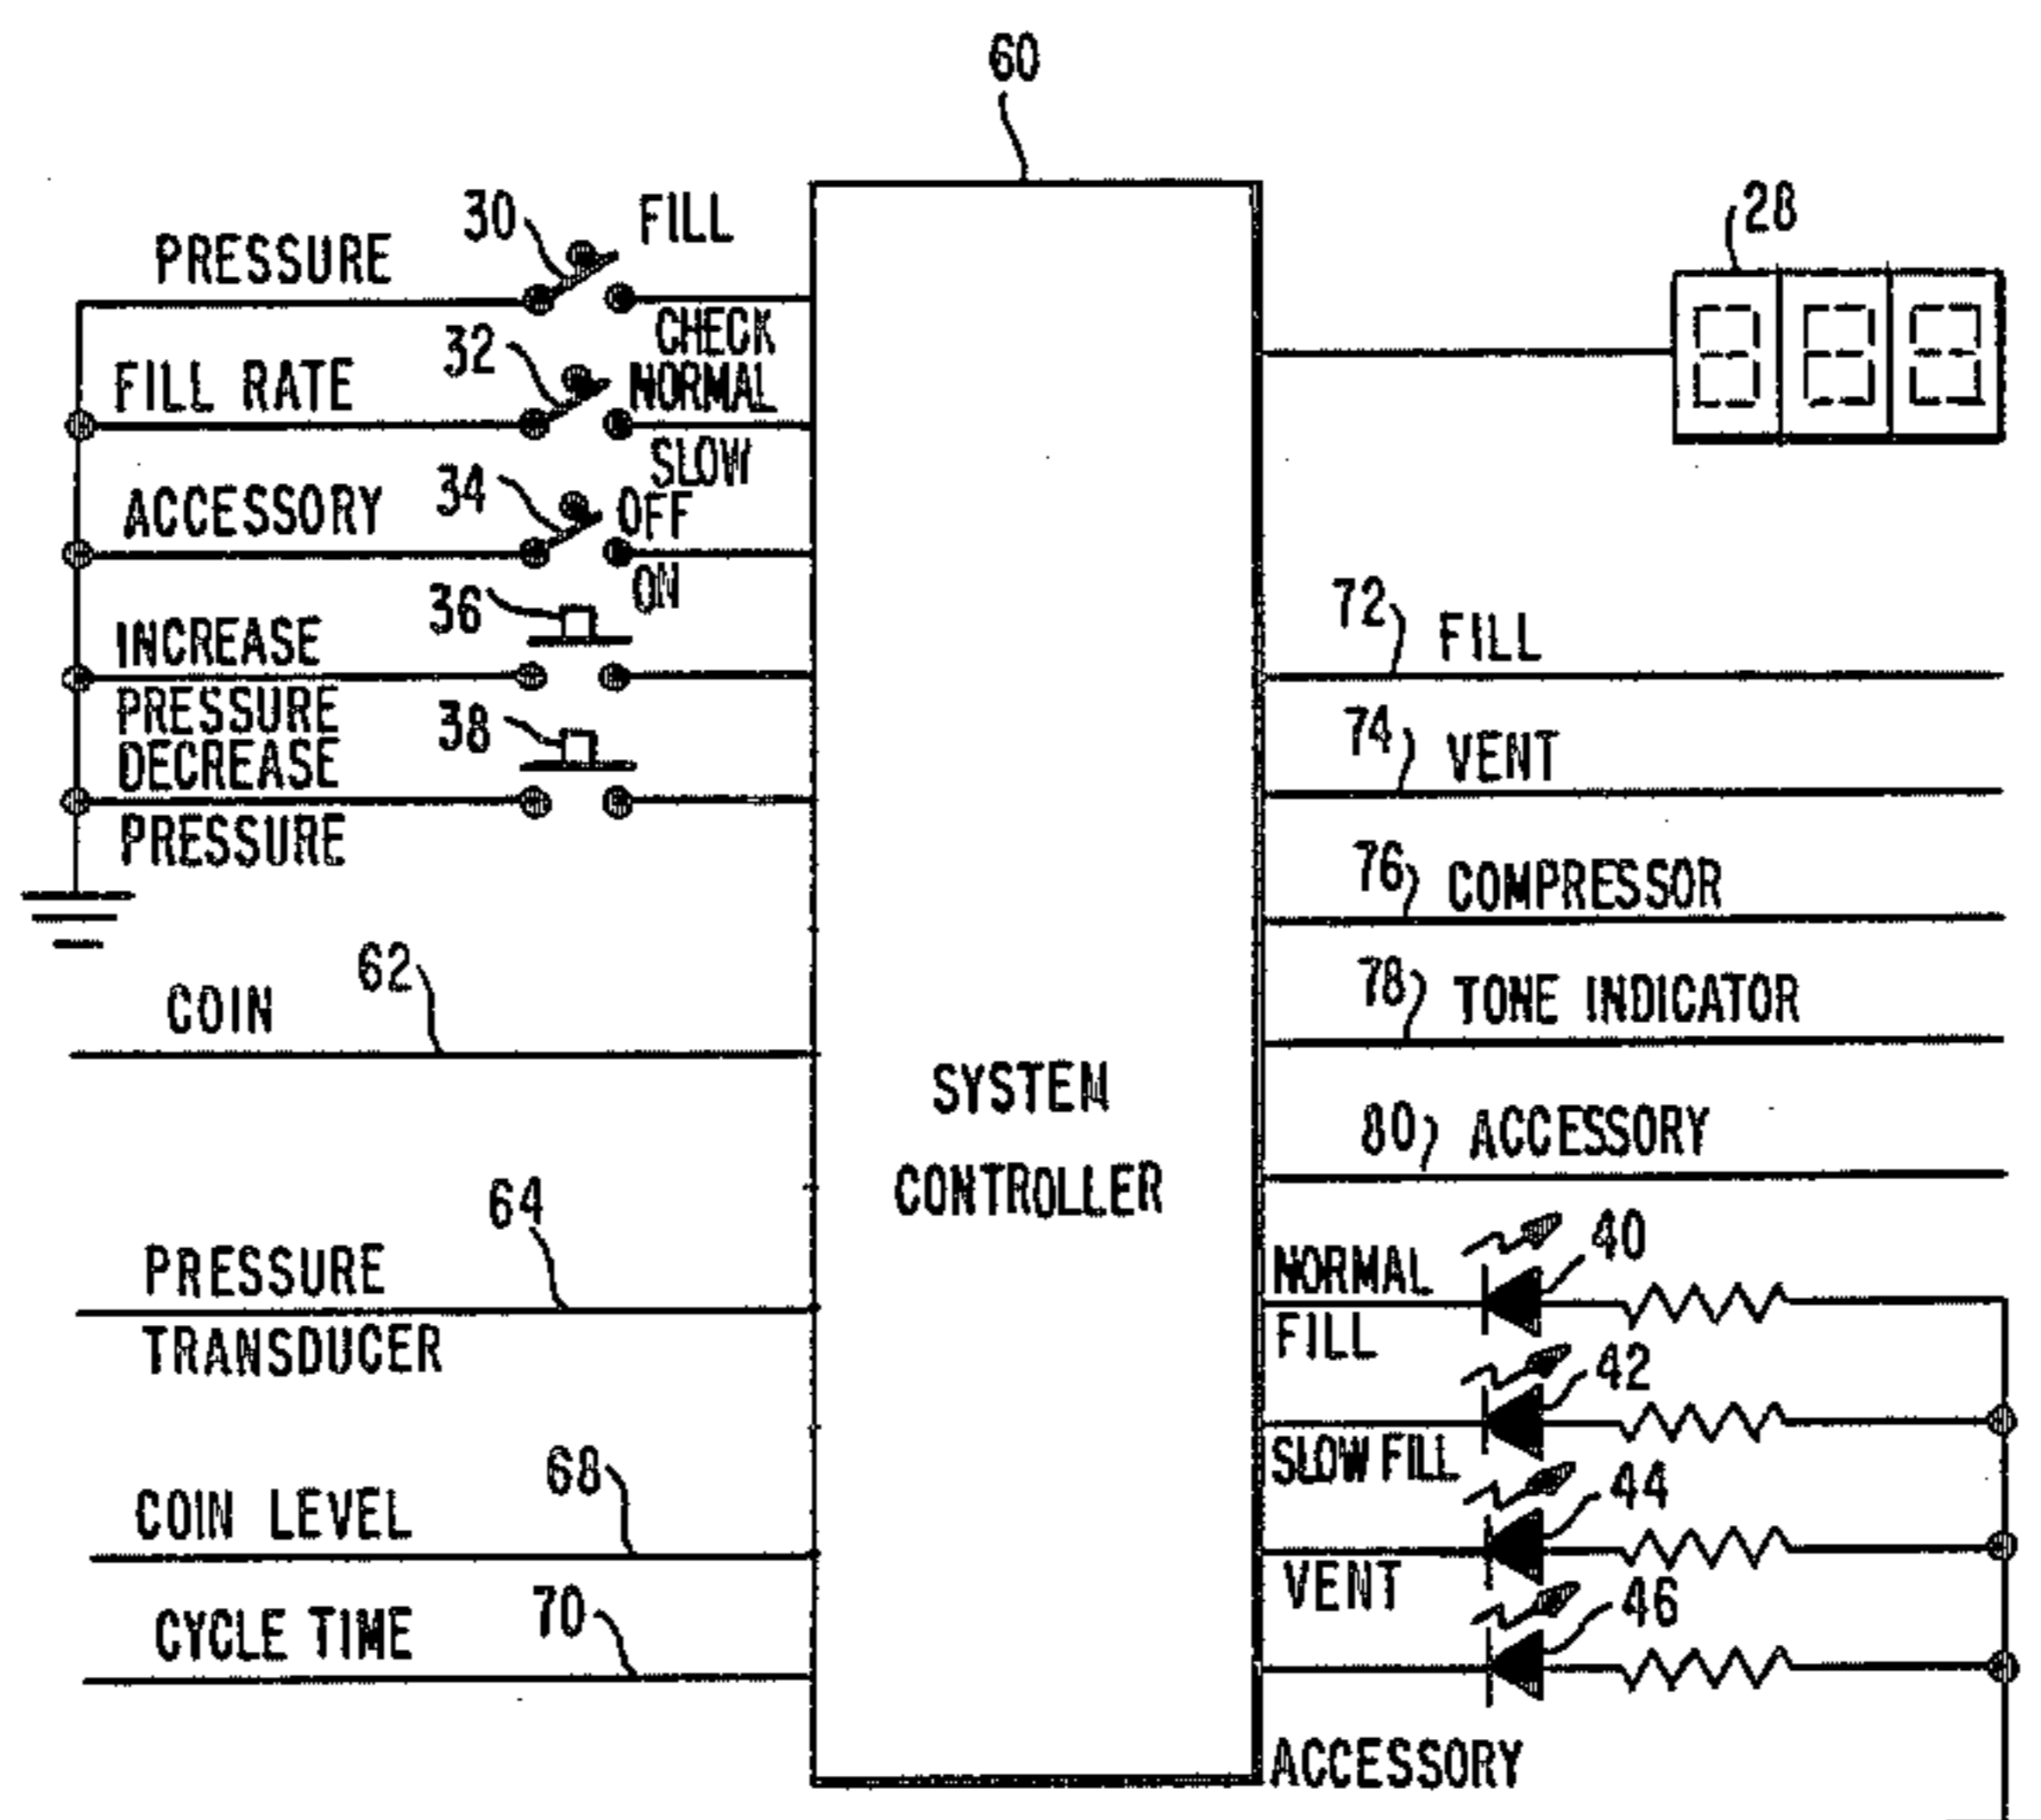 60
30 FILL
PRESSURE
CHECK
32 NORMAL
FILL RATE
SLOW
34 OFF
ACCESSORY
ON
36
INCREASE
PRESSURE
38
DECREASE
PRESSURE
62
COIN
64
PRESSURE
TRANSDUCER
68
COIN LEVEL
70
CYCLE TIME
SYSTEM
CONTROLLER
28
72 FILL
74 VENT
76 COMPRESSOR
78 TONE INDICATOR
80 ACCESSORY
40
NORMAL
FILL
42
SLOW FILL
44
VENT
46
ACCESSORY